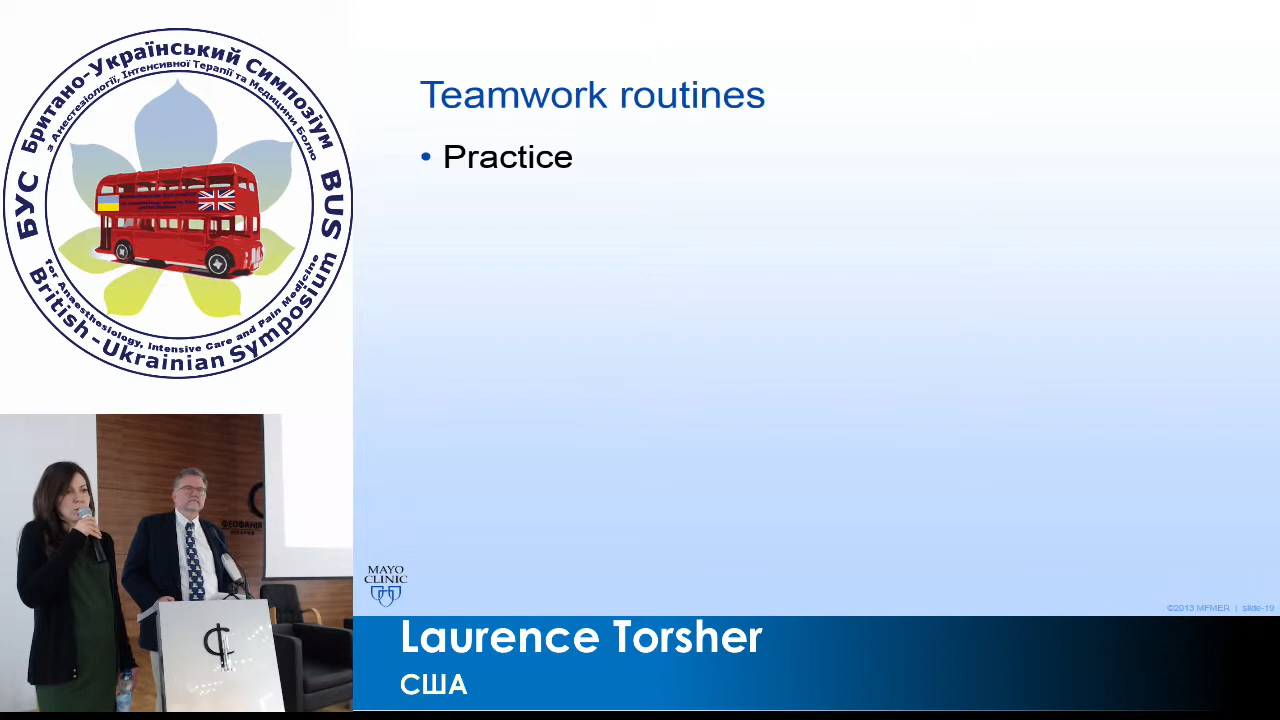 Британо-Український Симпозіум
з Анестезіології, Інтенсивної Терапії та Медицини Болю
БУС
BUS
for Anaesthesiology, Intensive Care and Pain Medicine
British-Ukrainian Symposium
Teamwork routines
• Practice
ФЕОФАНІЯ
MAYO
CLINIC
©2013 MFMER | slide-19
Laurence Torsher
США